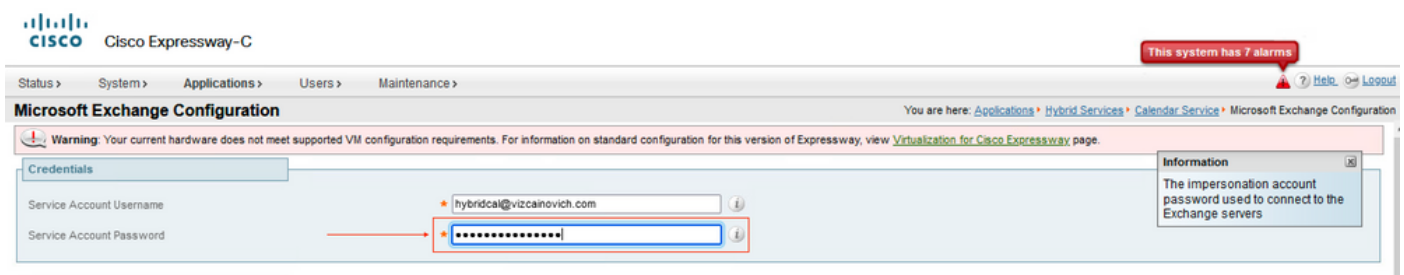 CISCO Cisco Expressway-C
This system has 7 alarms
Status > System > Applications > Users > Maintenance > Help Logout
Microsoft Exchange Configuration You are here: Applications Hybrid Services Calendar Service Microsoft Exchange Configuration
Warning: Your current hardware does not meet supported VM configuration requirements. For information on standard configuration for this version of Expressway, view Virtualization for Cisco Expressway page.
Credentials
Service Account Username hybridcal@vizcainovich.com
Service Account Password •••••••••••••••
Information
The impersonation account
password used to connect to the
Exchange servers